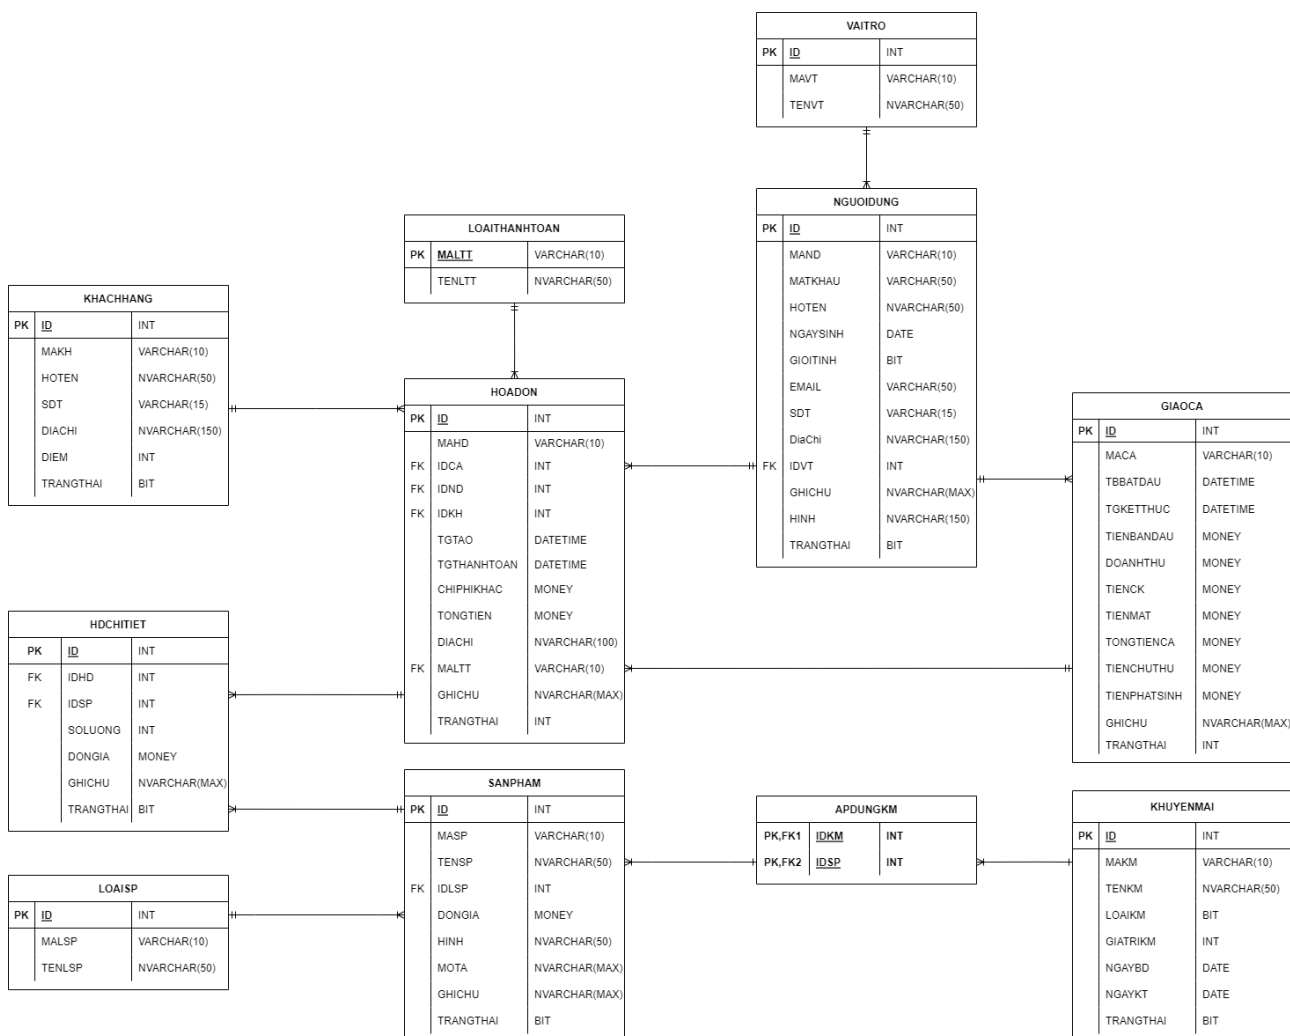 VAITRO
PK ID INT
MAVT VARCHAR(10)
TENVT NVARCHAR(50)
NGUOIDUNG
PK ID INT
MAND VARCHAR(10)
MATKHAU VARCHAR(50)
HOTEN NVARCHAR(50)
NGAYSINH DATE
GIOITINH BIT
EMAIL VARCHAR(50)
SDT VARCHAR(15)
DiaChi NVARCHAR(150)
FK IDVT INT
GHICHU NVARCHAR(MAX)
HINH NVARCHAR(150)
TRANGTHAI BIT
LOAITHANHTOAN
PK MALTT VARCHAR(10)
TENLTT NVARCHAR(50)
KHACHHANG
PK ID INT
MAKH VARCHAR(10)
HOTEN NVARCHAR(50)
SDT VARCHAR(15)
DIACHI NVARCHAR(150)
DIEM INT
TRANGTHAI BIT
HOADON
PK ID INT
MAHD VARCHAR(10)
FK IDCA INT
FK IDND INT
FK IDKH INT
TGTAO DATETIME
TGTHANHTOAN DATETIME
CHIPHIKHAC MONEY
TONGTIEN MONEY
DIACHI NVARCHAR(100)
FK MALTT VARCHAR(10)
GHICHU NVARCHAR(MAX)
TRANGTHAI INT
GIAOCA
PK ID INT
MACA VARCHAR(10)
TBBATDAU DATETIME
TGKETTHUC DATETIME
TIENBANDAU MONEY
DOANHTHU MONEY
TIENCK MONEY
TIENMAT MONEY
TONGTIENCA MONEY
TIENCHUTHU MONEY
TIENPHATSINH MONEY
GHICHU NVARCHAR(MAX)
TRANGTHAI INT
HDCHITIET
PK ID INT
FK IDHD INT
FK IDSP INT
SOLUONG INT
DONGIA MONEY
GHICHU NVARCHAR(MAX)
TRANGTHAI BIT
SANPHAM
PK ID INT
MASP VARCHAR(10)
TENSP NVARCHAR(50)
FK IDLSP INT
DONGIA MONEY
HINH NVARCHAR(50)
MOTA NVARCHAR(MAX)
GHICHU NVARCHAR(MAX)
TRANGTHAI BIT
APDUNGKM
PK,FK1 IDKM INT
PK,FK2 IDSP INT
KHUYENMAI
PK ID INT
MAKM VARCHAR(10)
TENKM NVARCHAR(50)
LOAIKM BIT
GIATRIKM INT
NGAYBD DATE
NGAYKT DATE
TRANGTHAI BIT
LOAISP
PK ID INT
MALSP VARCHAR(10)
TENLSP NVARCHAR(50)